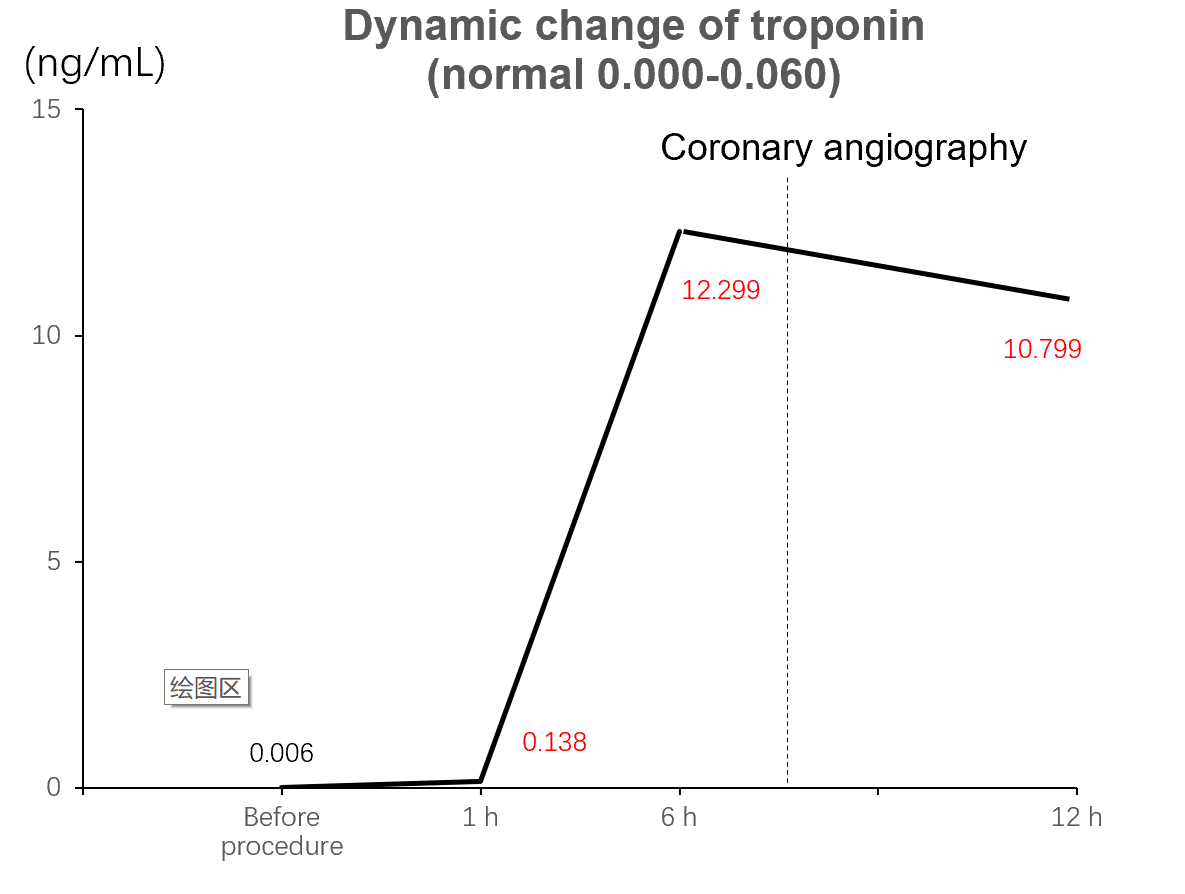 Dynamic change of troponin
(normal 0.000-0.060)
(ng/mL)
15
Coronary angiography
12.299
10
10.799
5
绘图区
0.138
0.006
0
Before
procedure
1 h
6 h
12 h